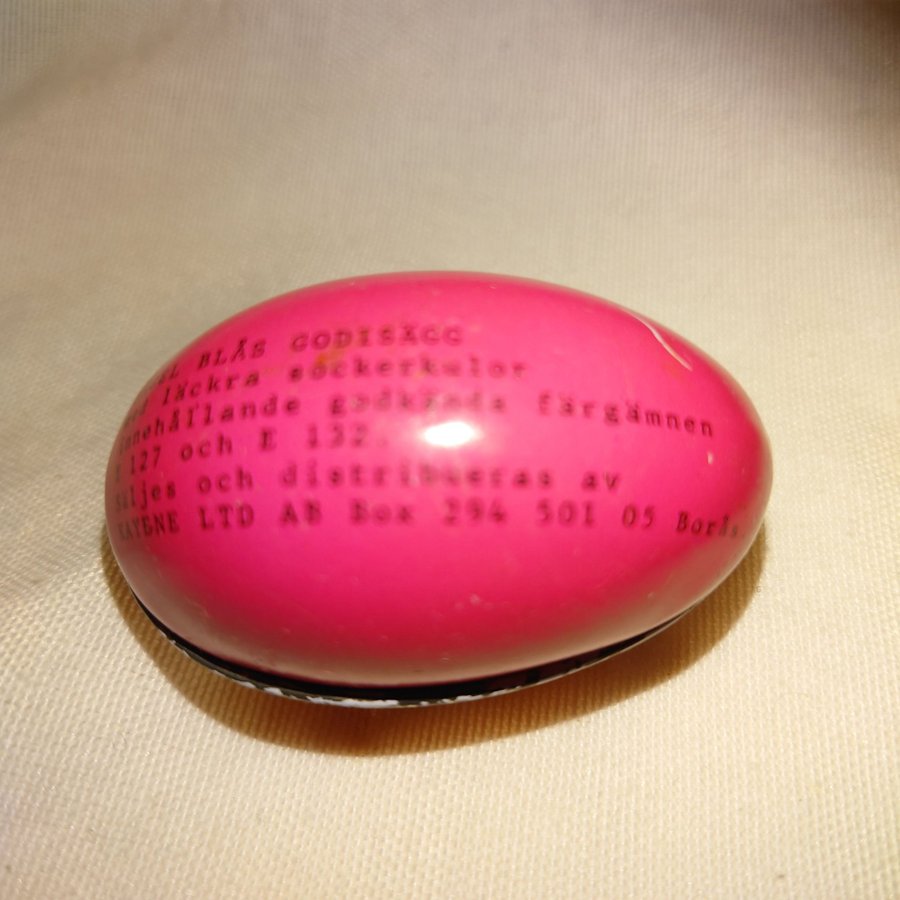 BLÅS GODISÄGG
läckra sockerkulor
innehållande godkända färgämnen
E 127 och E 132.
Säljes och distribueras av
KAYENE LTD AB Box 294 501 05 Borås